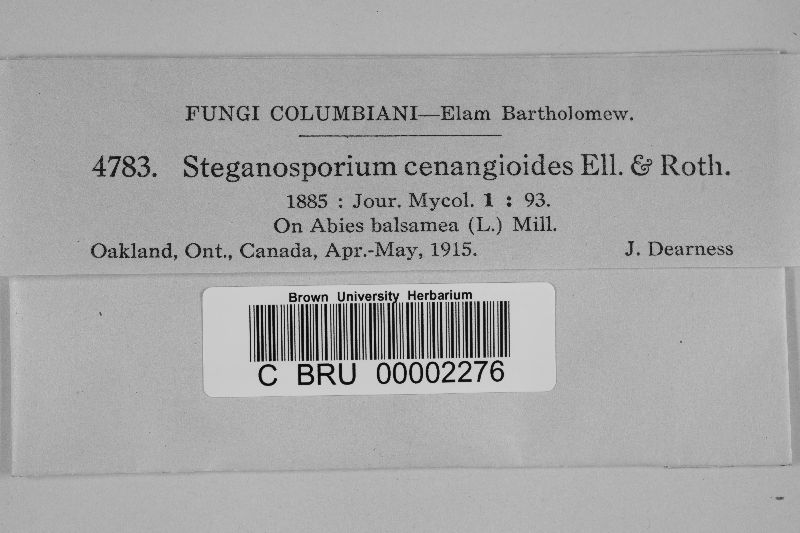 FUNGI COLUMBIANI—Elam Bartholomew.
4783. Steganosporium cenangioides Ell. & Roth.
1885 : Jour. Mycol. 1 : 93.
On Abies balsamea (L.) Mill.
Oakland, Ont., Canada, Apr.-May, 1915. J. Dearness
Brown University Herbarium
C BRU 00002276